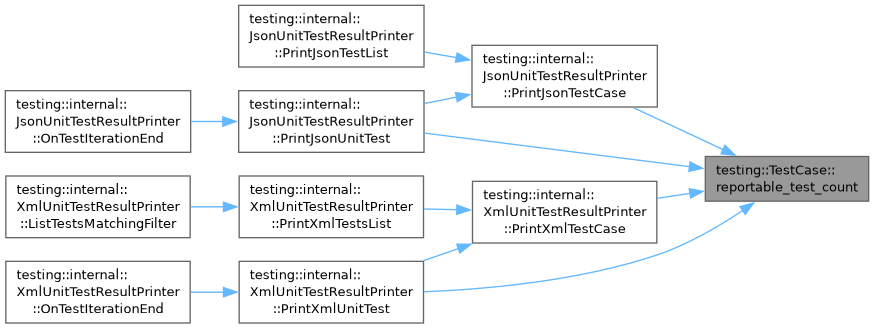 testing::internal::
JsonUnitTestResultPrinter
::PrintJsonTestList
testing::internal::
JsonUnitTestResultPrinter
::PrintJsonTestCase
testing::internal::
JsonUnitTestResultPrinter
::OnTestIterationEnd
testing::internal::
JsonUnitTestResultPrinter
::PrintJsonUnitTest
testing::TestCase::
reportable_test_count
testing::internal::
XmlUnitTestResultPrinter
::ListTestsMatchingFilter
testing::internal::
XmlUnitTestResultPrinter
::PrintXmlTestsList
testing::internal::
XmlUnitTestResultPrinter
::PrintXmlTestCase
testing::internal::
XmlUnitTestResultPrinter
::OnTestIterationEnd
testing::internal::
XmlUnitTestResultPrinter
::PrintXmlUnitTest